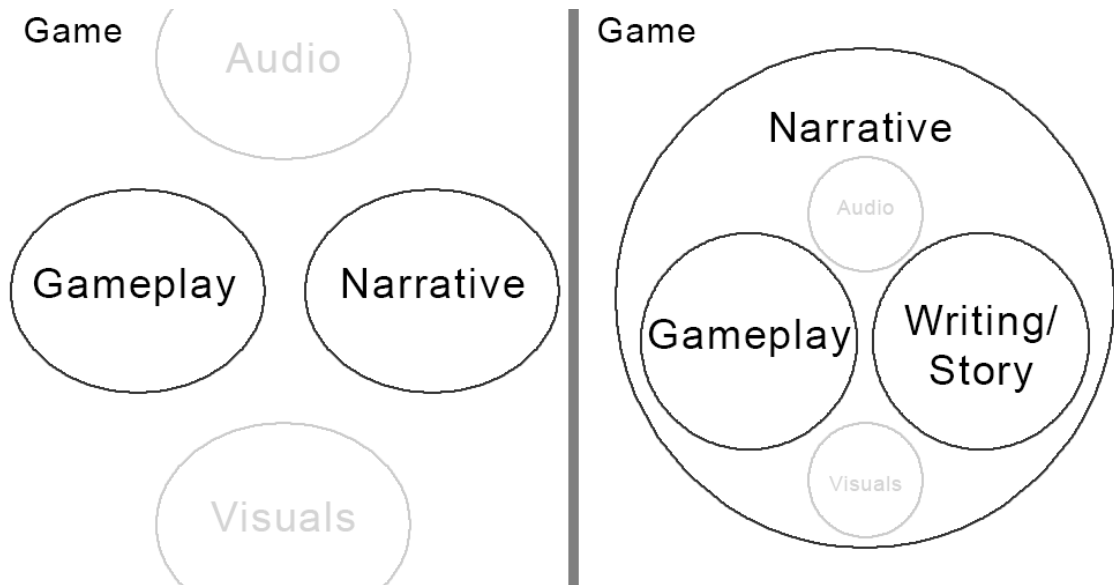 Game
Audio
Gameplay
Narrative
Visuals
Game
Narrative
Audio
Gameplay
Writing/
Story
Visuals